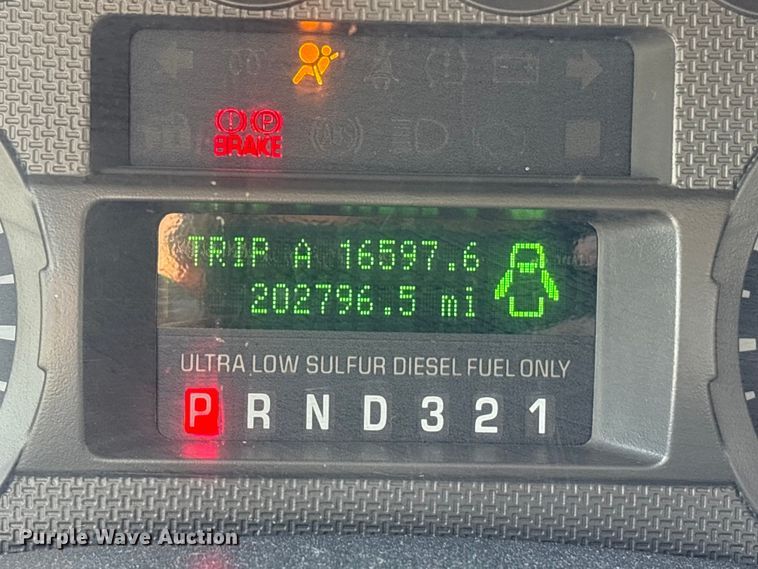 P
BRAKE
ABS
TRIP A 16597.6
202796.5 mi
ULTRA LOW SULFUR DIESEL FUEL ONLY
P R N D 3 2 1
Purple Wave Auction